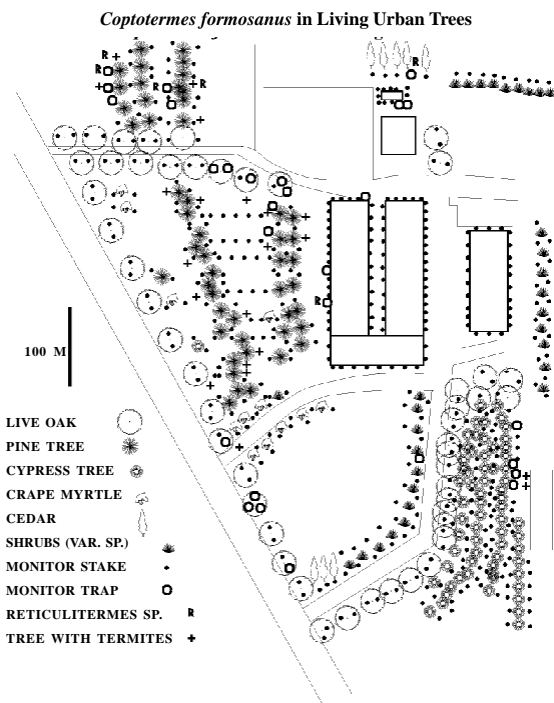 Coptotermes formosanus in Living Urban Trees
R
R
R
R
R
R
R
100 M
LIVE OAK
PINE TREE
CYPRESS TREE
CRAPE MYRTLE
CEDAR
SHRUBS (VAR. SP.)
MONITOR STAKE
MONITOR TRAP
RETICULITERMES SP. R
TREE WITH TERMITES